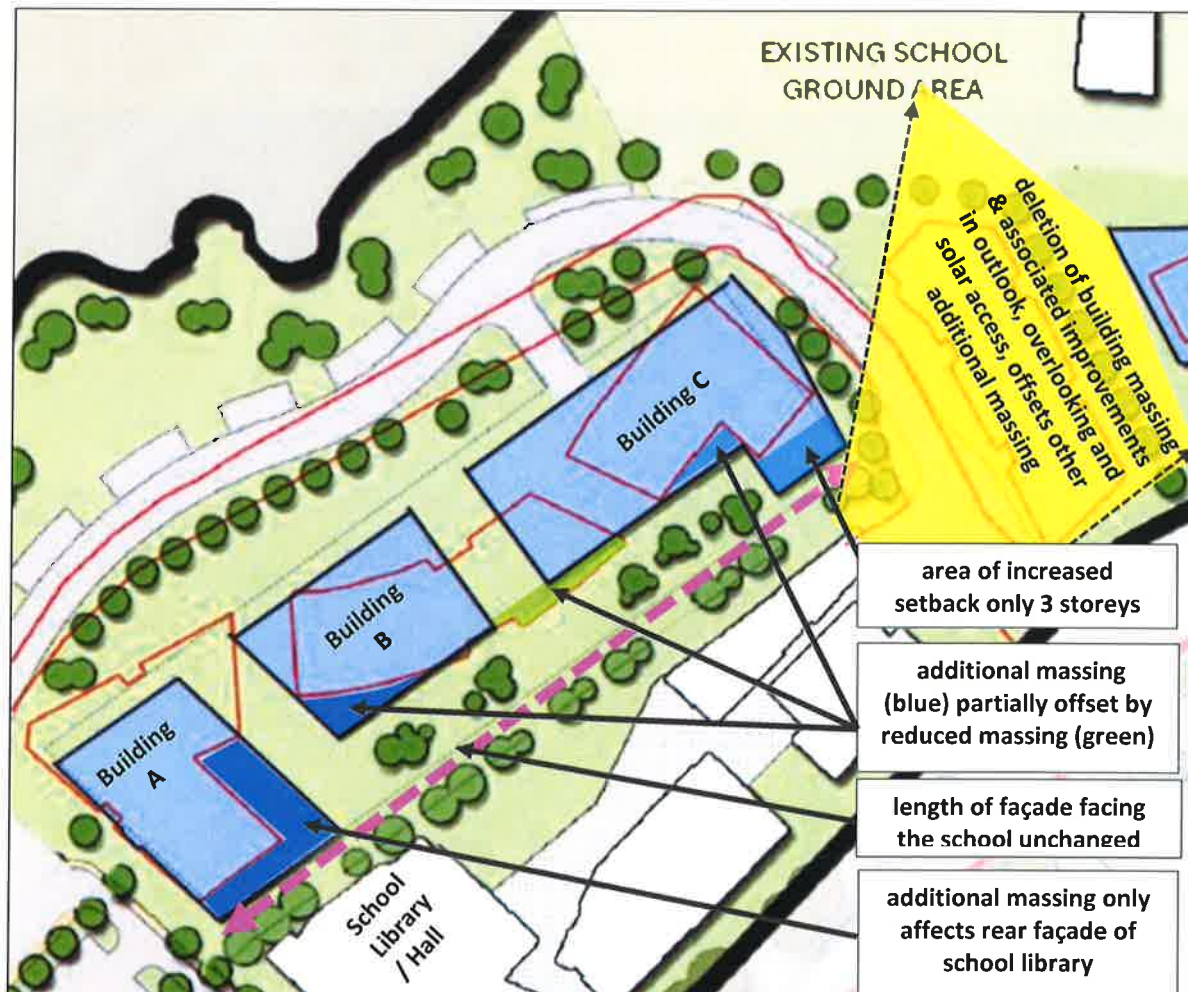 EXISTING SCHOOL
GROUND AREA
deletion of building massing
& associated improvements
in outlook, overlooking and
solar access, offsets other
additional massing
Building C
Building
B
Building
A
School
Library
/ Hall
area of increased
setback only 3 storeys
additional massing
(blue) partially offset by
reduced massing (green)
length of façade facing
the school unchanged
additional massing only
affects rear façade of
school library